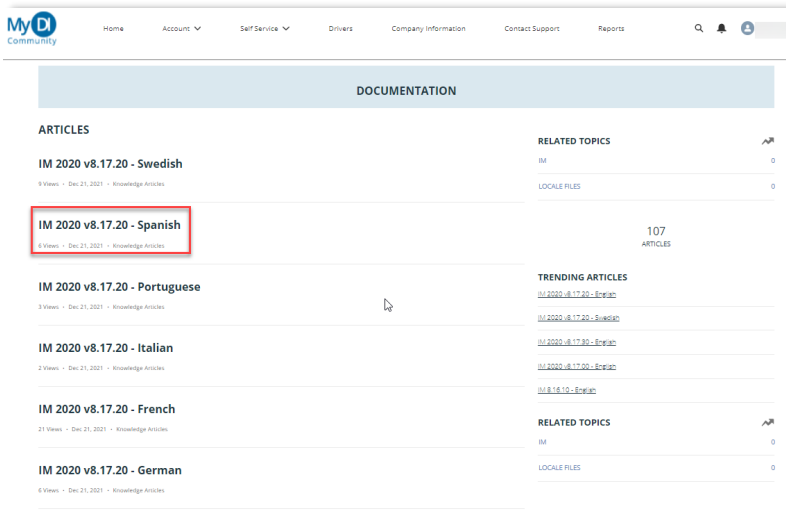 My DI
Community
Home
Account
Self Service
Drivers
Company Information
Contact Support
Reports
DOCUMENTATION
ARTICLES
IM 2020 v8.17.20 - Swedish
9 Views • Dec 21, 2021 • Knowledge Articles
IM 2020 v8.17.20 - Spanish
6 Views • Dec 21, 2021 • Knowledge Articles
IM 2020 v8.17.20 - Portuguese
3 Views • Dec 21, 2021 • Knowledge Articles
IM 2020 v8.17.20 - Italian
2 Views • Dec 21, 2021 • Knowledge Articles
IM 2020 v8.17.20 - French
21 Views • Dec 21, 2021 • Knowledge Articles
IM 2020 v8.17.20 - German
6 Views • Dec 21, 2021 • Knowledge Articles
RELATED TOPICS
IM 0
LOCALE FILES 0
107
ARTICLES
TRENDING ARTICLES
IM 2020 v8.17.20 - English
IM 2020 v8.17.20 - Swedish
IM 2020 v8.17.30 - English
IM 2020 v8.17.00 - English
IM 8.16.10 - English
RELATED TOPICS
IM 0
LOCALE FILES 0